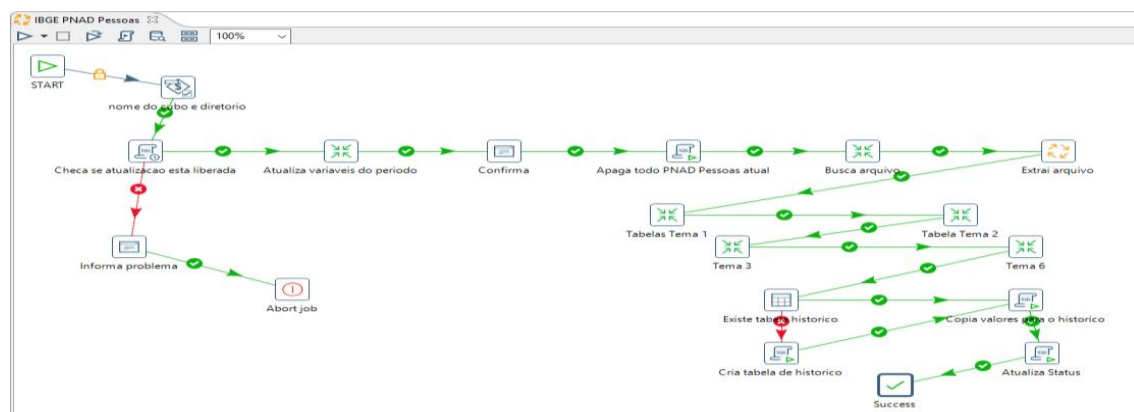 IBGE PNAD Pessoas
100%
START
nome do cubo e diretorio
Checa se atualizacao esta liberada
Atualiza variaveis do periodo
Confirma
Apaga todo PNAD Pessoas atual
Busca arquivo
Extrai arquivo
Tabelas Tema 1
Tabela Tema 2
Informa problema
Tema 3
Tema 6
Abort job
Existe tabela historico
Copia valores para o historico
Cria tabela de historico
Atualiza Status
Success